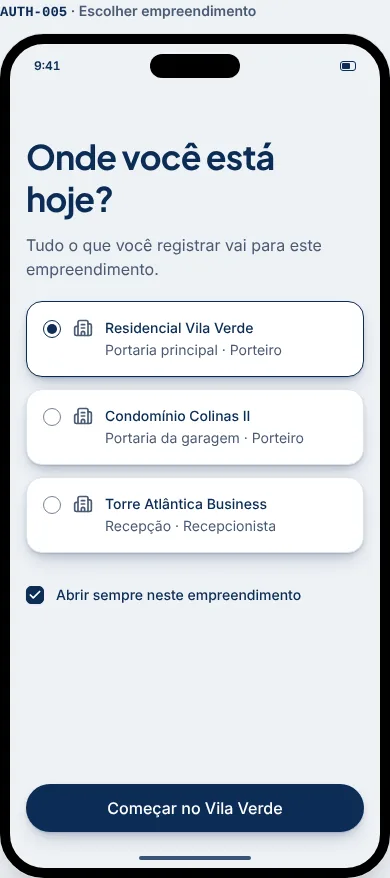 AUTH-005 · Escolher empreendimento
9:41
Onde você está
hoje?
Tudo o que você registrar vai para este
empreendimento.
Residencial Vila Verde
Portaria principal · Porteiro
Condomínio Colinas II
Portaria da garagem · Porteiro
Torre Atlântica Business
Recepção · Recepcionista
Abrir sempre neste empreendimento
Começar no Vila Verde